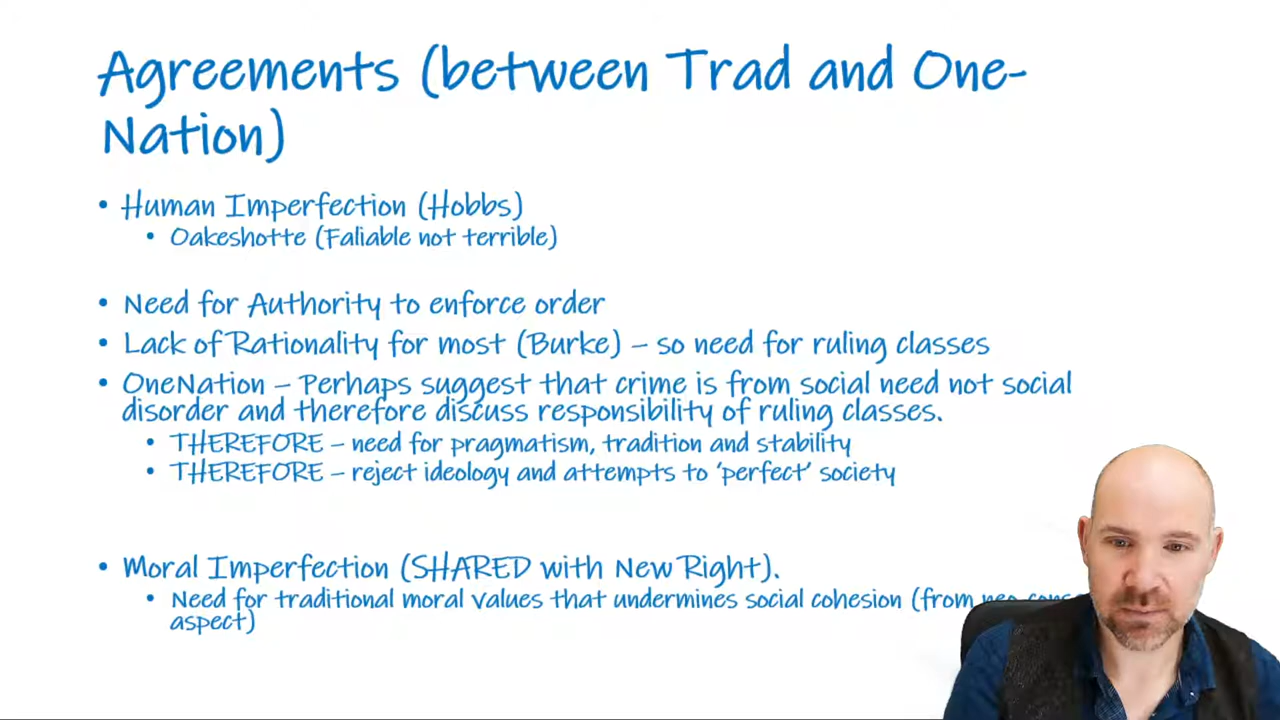 Agreements (between Trad and One-
Nation)
• Human Imperfection (Hobbs)
• Oakeshotte (Faliable not terrible)
• Need for Authority to enforce order
• Lack of Rationality for most (Burke) – so need for ruling classes
• OneNation – Perhaps suggest that crime is from social need not social
disorder and therefore discuss responsibility of ruling classes.
• THEREFORE – need for pragmatism, tradition and stability
• THEREFORE – reject ideology and attempts to 'perfect' society
• Moral Imperfection (SHARED with New Right).
• Need for traditional moral values that undermines social cohesion (from neo
aspect)